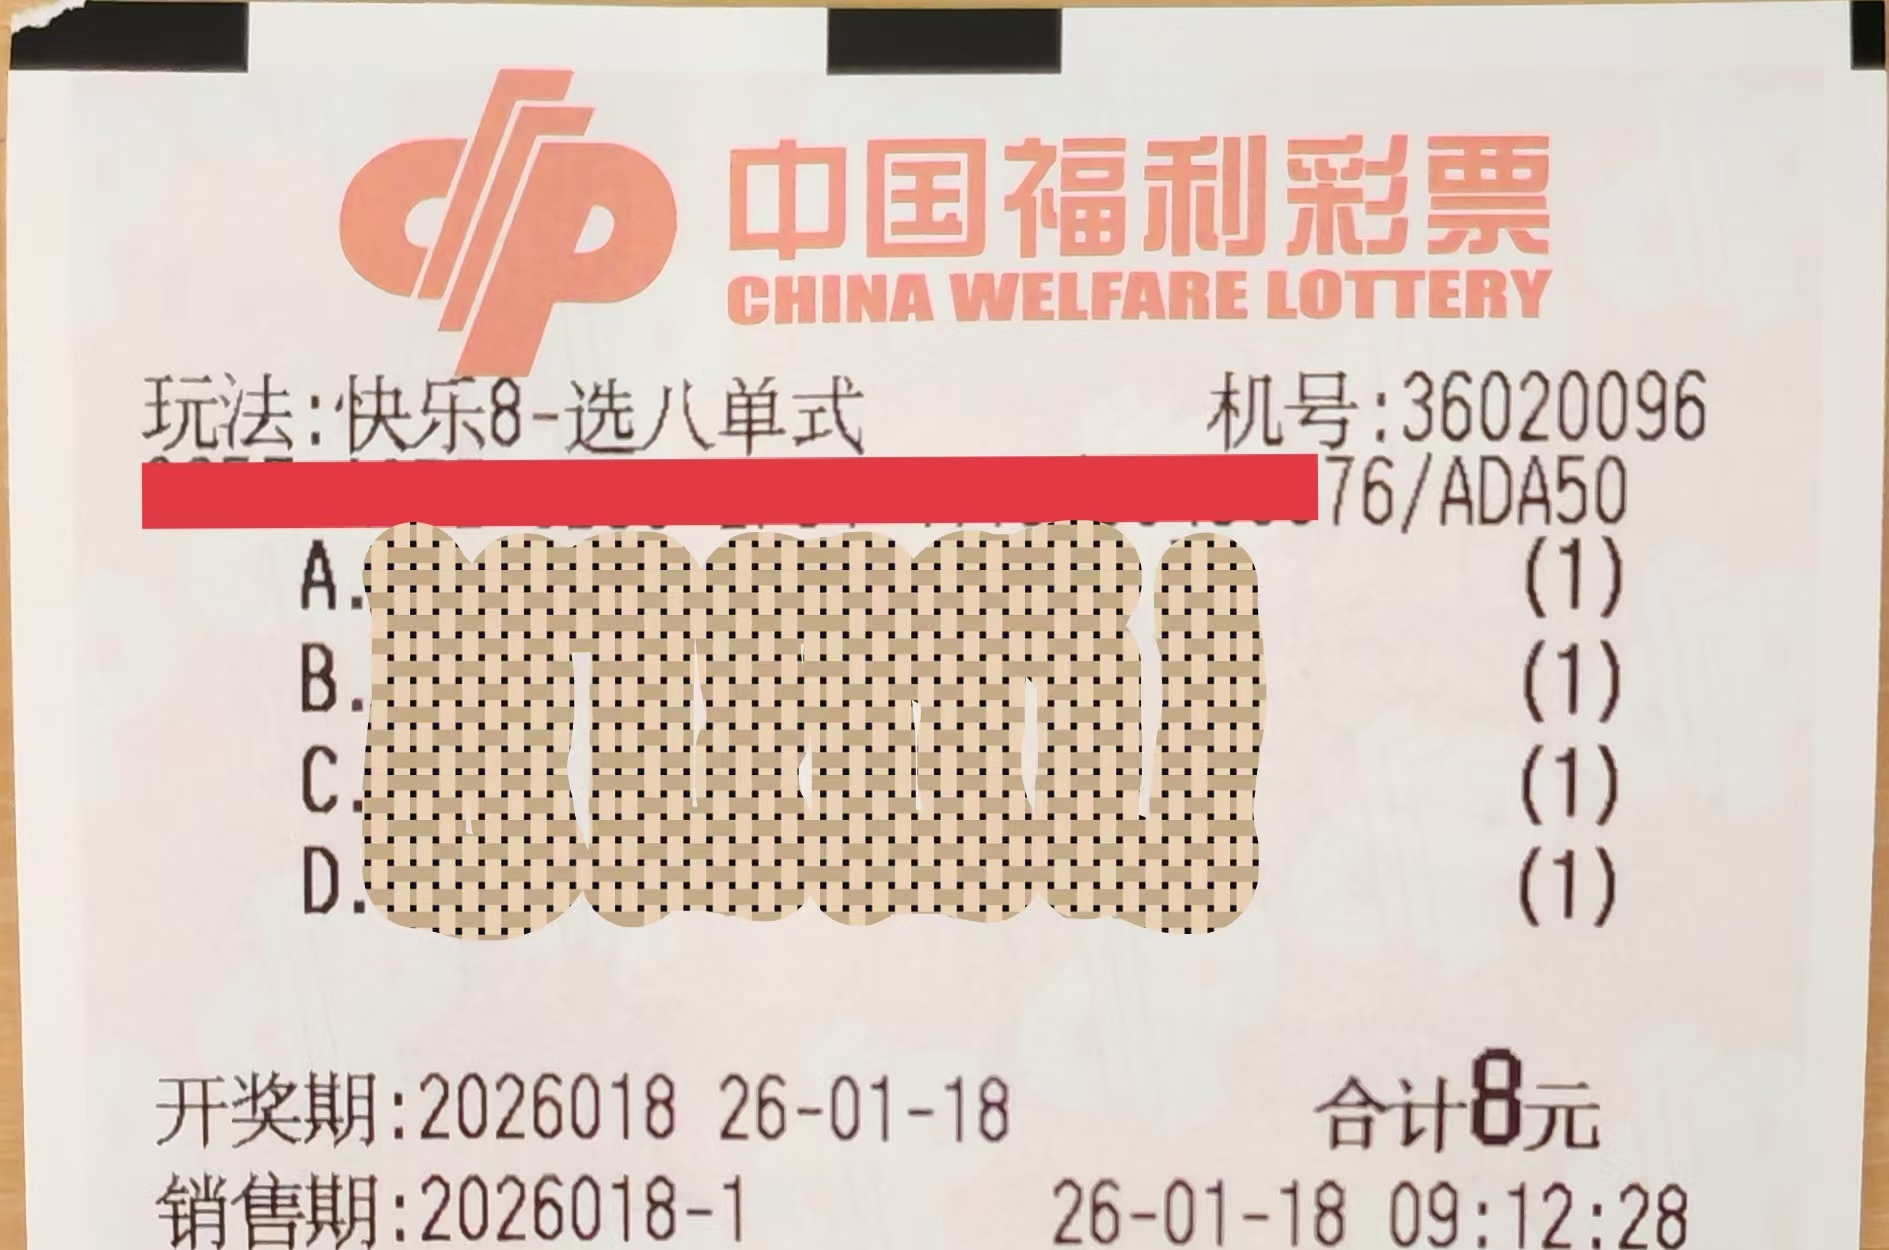 中国福利彩票
CHINA WELFARE LOTTERY
玩法:快乐8-选八单式 机号:36020096
76/ADA50
A. (1)
B. (1)
C. (1)
D. (1)
开奖期:2026018 26-01-18 合计8元
销售期:2026018-1 26-01-18 09:12:28